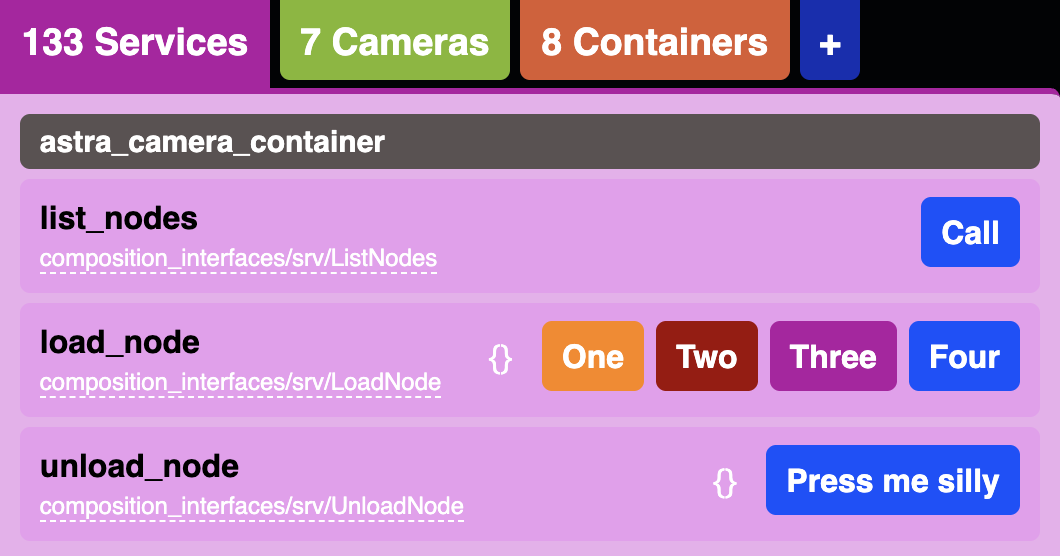 133 Services
7 Cameras
8 Containers
+
astra_camera_container
list_nodes
Call
composition_interfaces/srv/ListNodes
load_node
{} One Two Three Four
composition_interfaces/srv/LoadNode
unload_node
{} Press me silly
composition_interfaces/srv/UnloadNode